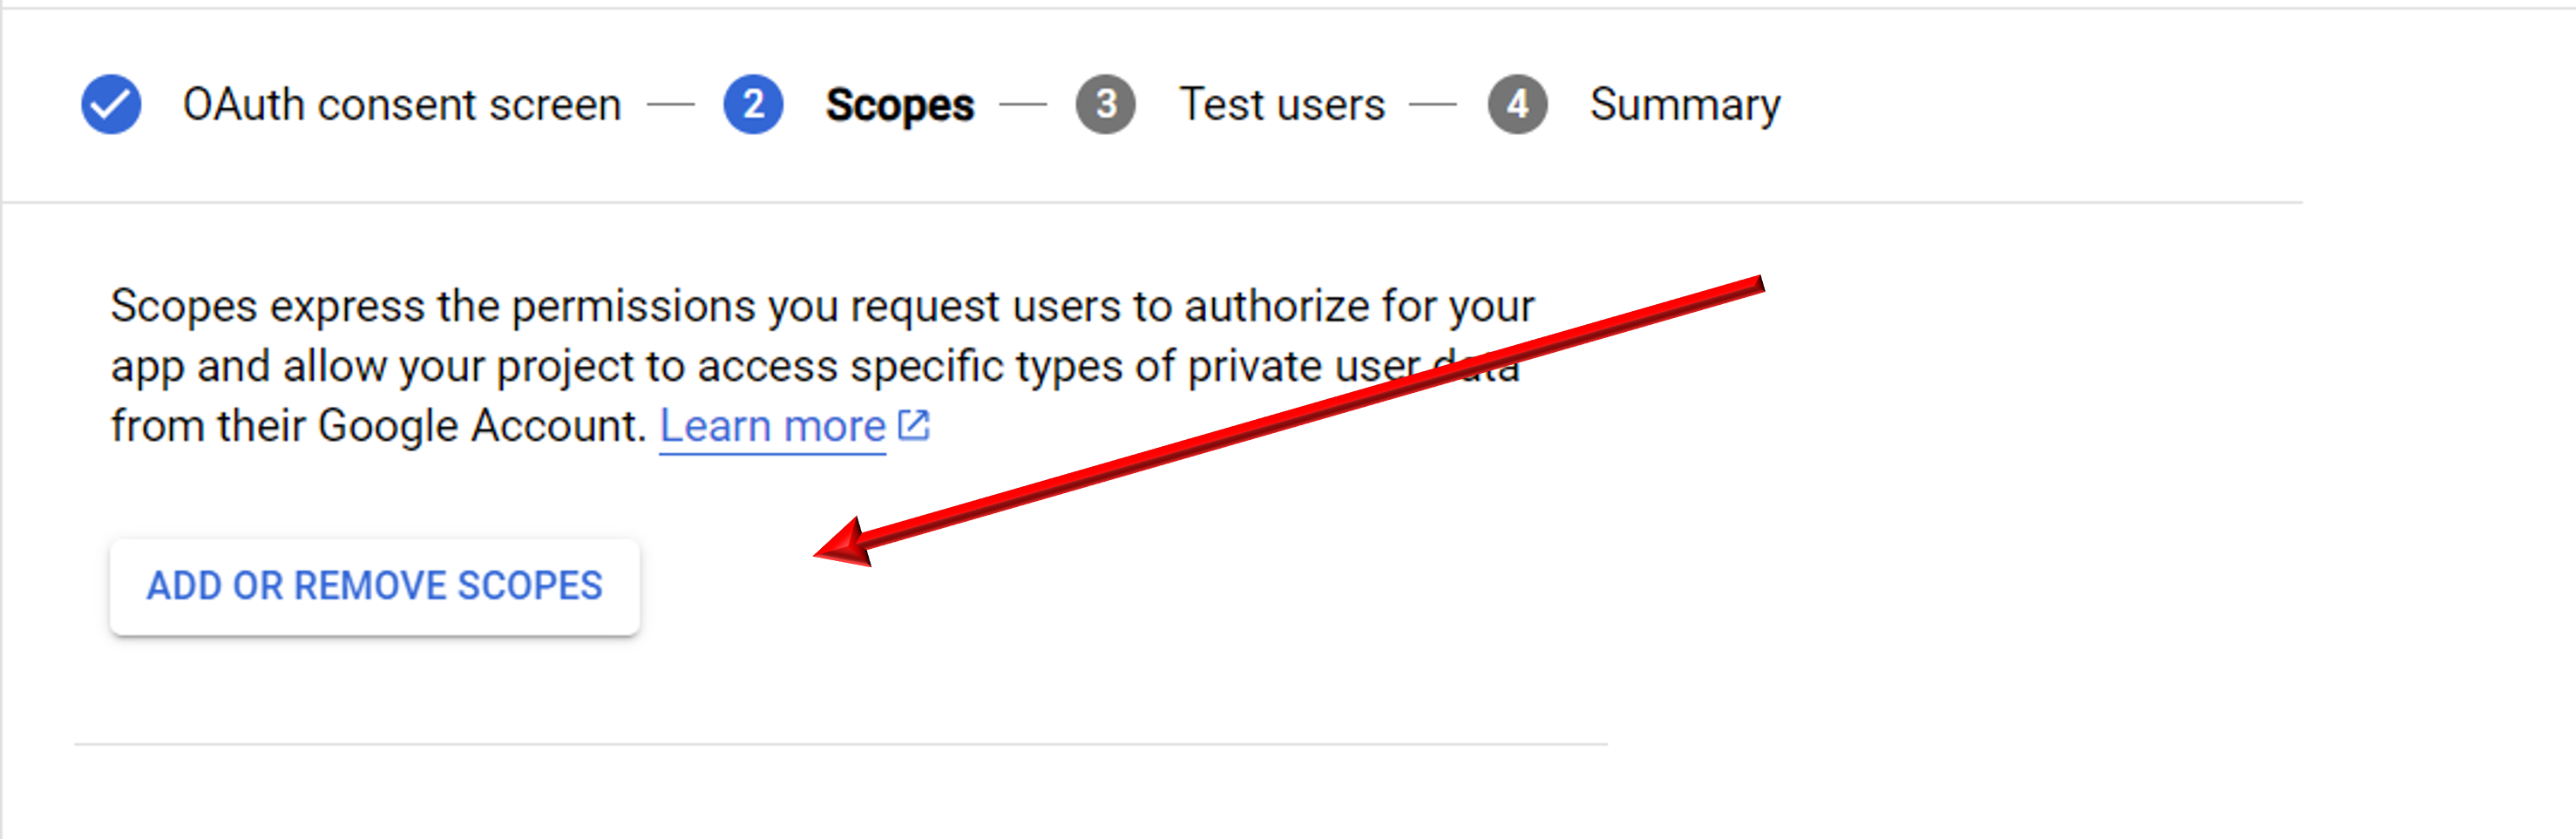 OAuth consent screen — 2 Scopes — 3 Test users — 4 Summary
Scopes express the permissions you request users to authorize for your
app and allow your project to access specific types of private user data
from their Google Account. Learn more
ADD OR REMOVE SCOPES